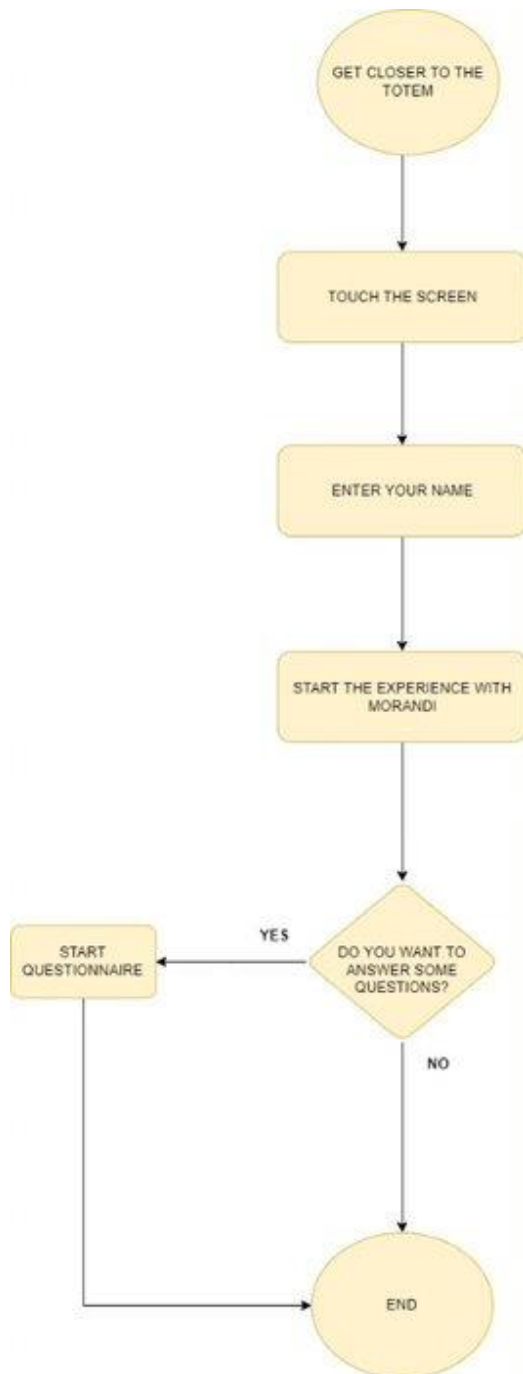 GET CLOSER TO THE
TOTEM
TOUCH THE SCREEN
ENTER YOUR NAME
START THE EXPERIENCE WITH
MORANDI
DO YOU WANT TO
ANSWER SOME
QUESTIONS?
YES
START
QUESTIONNAIRE
NO
END